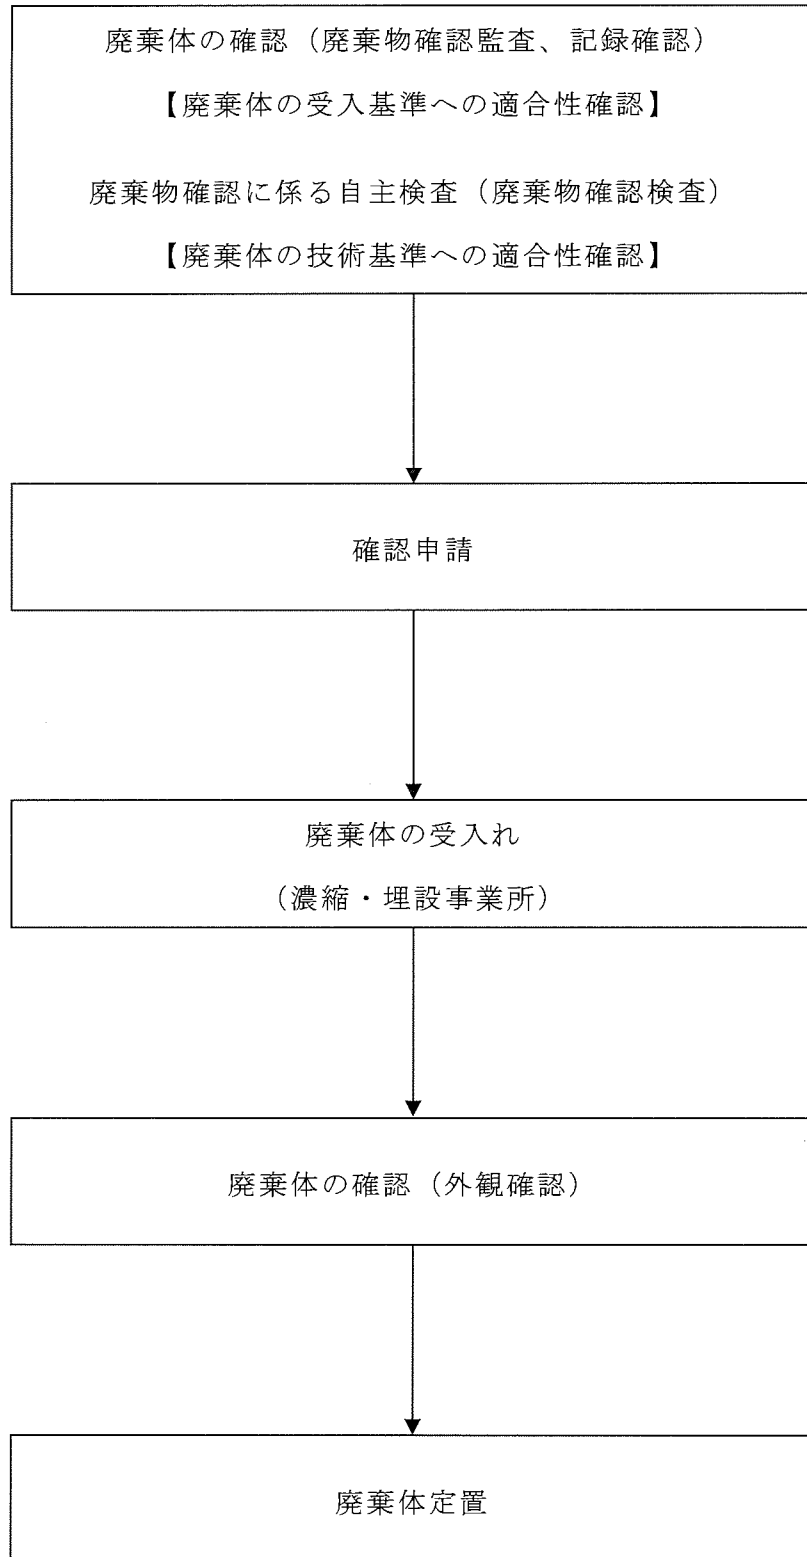 廃棄体の確認（廃棄物確認監査、記録確認）
【廃棄体の受入基準への適合性確認】
廃棄物確認に係る自主検査（廃棄物確認検査）
【廃棄体の技術基準への適合性確認】
確認申請
廃棄体の受入れ
（濃縮・埋設事業所）
廃棄体の確認（外観確認）
廃棄体定置